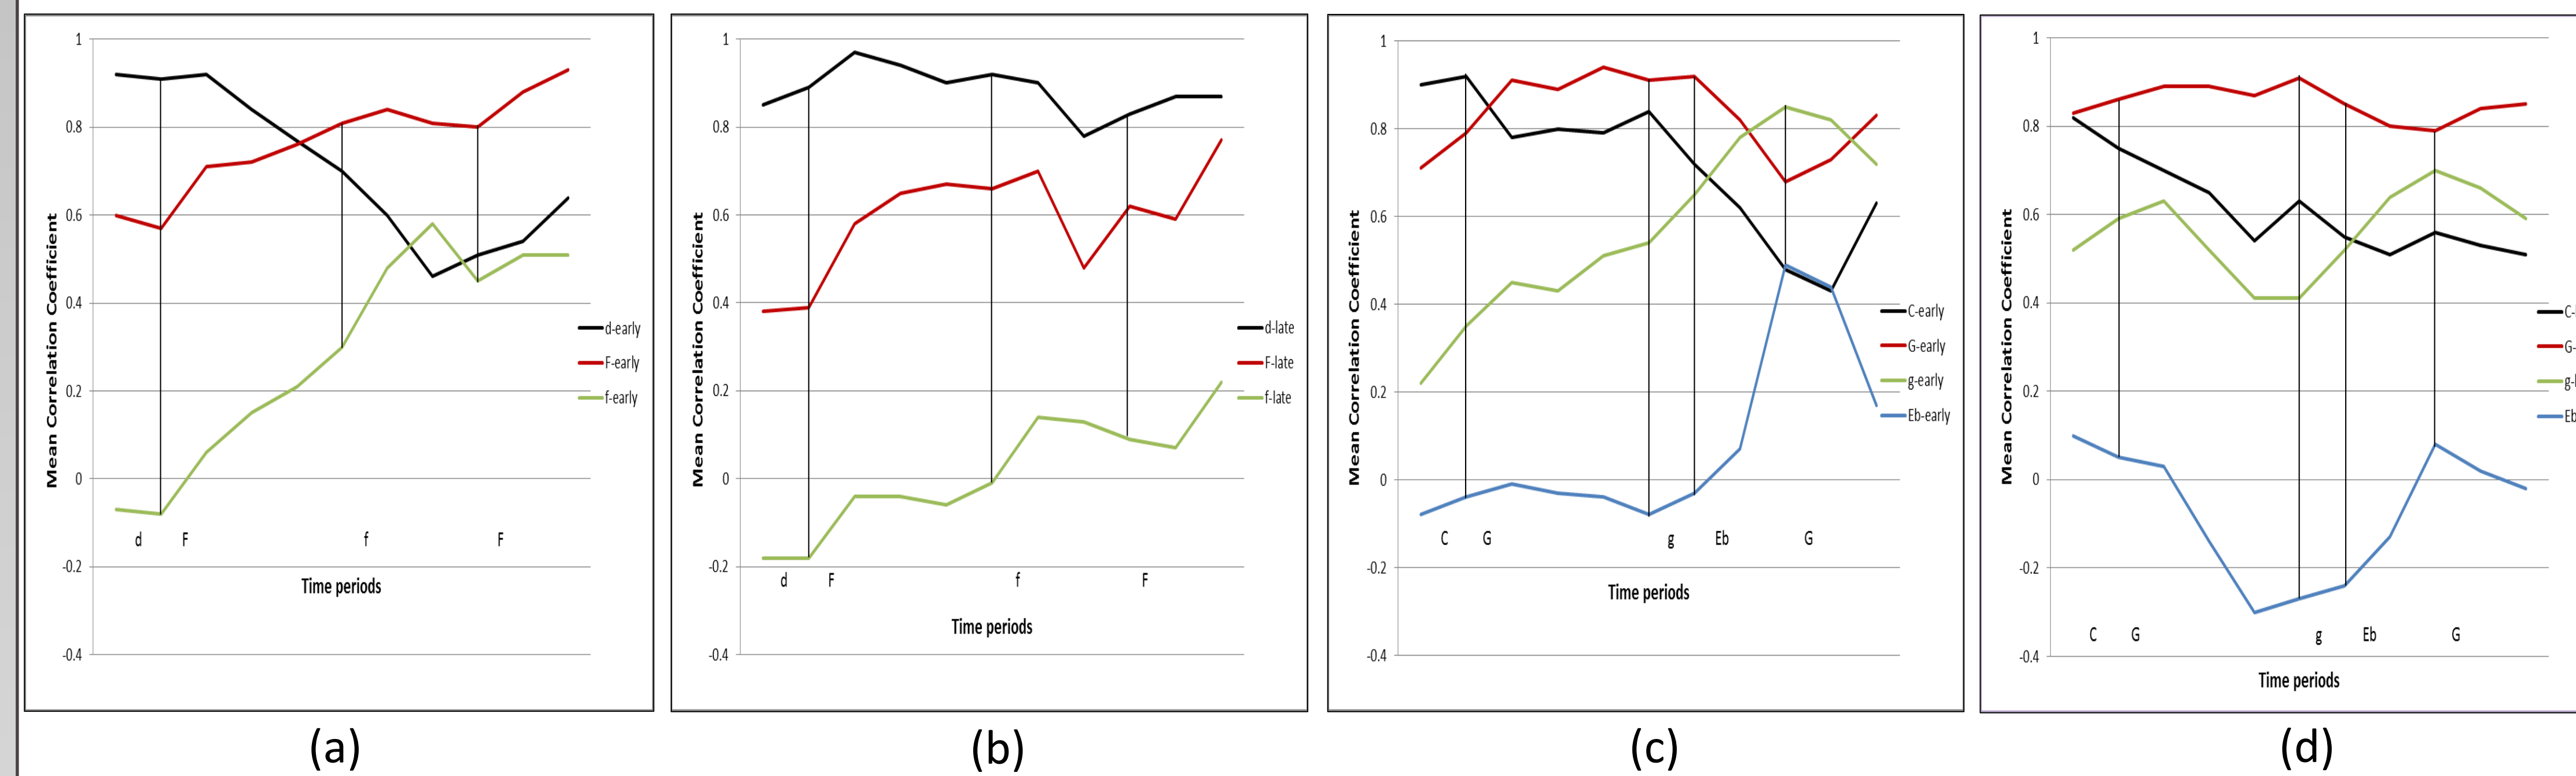 1
0.8
0.6
0.4
0.2
0
-0.2
-0.4
Mean Correlation Coefficient
d F f F
Time periods
d-early
F-early
f-early
(a)
1
0.8
0.6
0.4
0.2
0
-0.2
-0.4
Mean Correlation Coefficient
d F f F
Time periods
d-late
F-late
f-late
(b)
1
0.8
0.6
0.4
0.2
0
-0.2
-0.4
Mean Correlation Coefficient
C G g Eb G
Time periods
C-early
G-early
g-early
Eb-early
(c)
1
0.8
0.6
0.4
0.2
0
-0.2
-0.4
Mean Correlation Coefficient
C G g Eb G
Time periods
C-
G-
g-
Eb
(d)